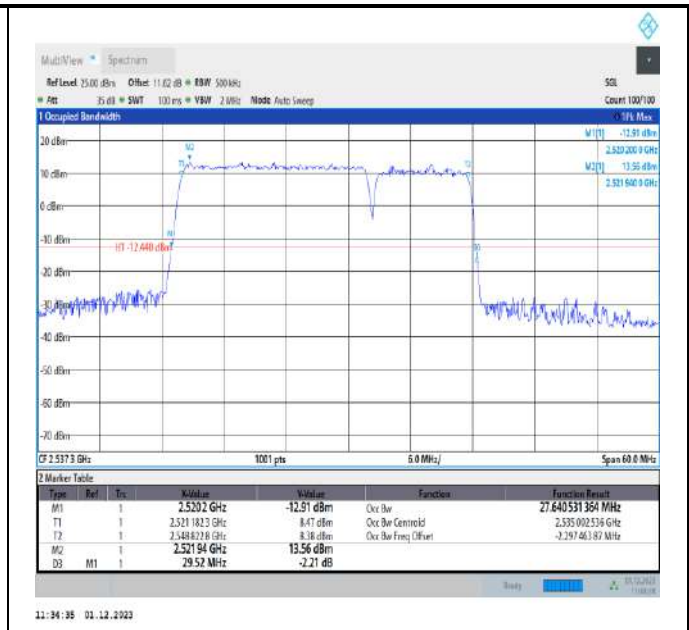 MultiView Spectrum
Ref Level 25.00 dBm Offset 11.02 dB RBW 500 kHz SGL
Att 35 dB SWT 100 ms VBW 2 MHz Mode Auto Sweep Count 100/100
1 Occupied Bandwidth 1Pk Max
M1[1] -12.91 dBm
20 dBm
2.520 200 0 GHz
M2
M2[1] 13.56 dBm
10 dBm
2.521 940 0 GHz
0 dBm
-10 dBm
H1 -12.440 dBm
-20 dBm
-30 dBm
-40 dBm
-50 dBm
-60 dBm
-70 dBm
CF 2.537 3 GHz 1001 pts 6.0 MHz/ Span 60.0 MHz
2 Marker Table
Type Ref Trc X-Value Y-Value Function Function Result
M1 1 2.520 2 GHz -12.91 dBm Occ Bw 27.640 531 364 MHz
T1 1 2.521 182 3 GHz 8.47 dBm Occ Bw Centroid 2.535 002 536 GHz
T2 1 2.548 822 8 GHz 8.38 dBm Occ Bw Freq Offset -2.297 463 87 MHz
M2 1 2.521 94 GHz 13.56 dBm
D3 M1 1 29.52 MHz -2.21 dB
Ready 01.12.2023
11:34:35 01.12.2023